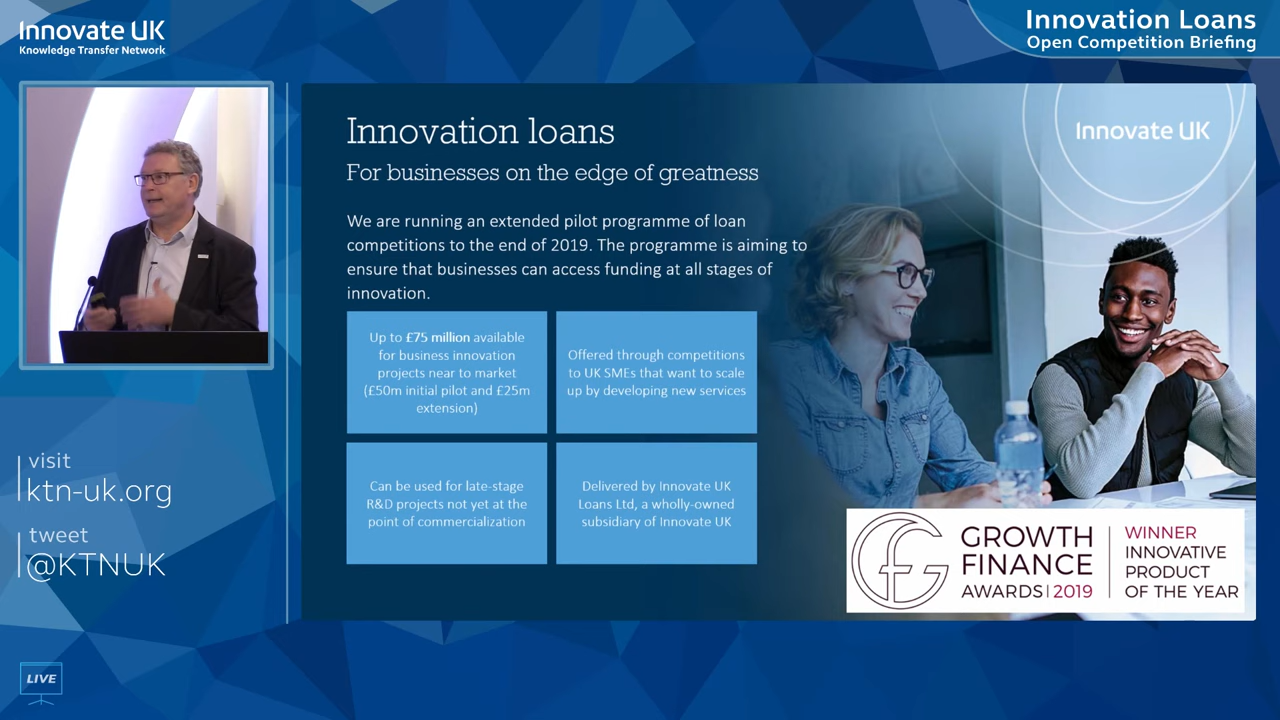 Innovate UK
Knowledge Transfer Network
Innovation Loans
Open Competition Briefing
visit
ktn-uk.org
tweet
@KTNUK
LIVE
Innovation loans
For businesses on the edge of greatness
We are running an extended pilot programme of loan
competitions to the end of 2019. The programme is aiming to
ensure that businesses can access funding at all stages of
innovation.
Up to £75 million available
for business innovation
projects near to market
(£50m initial pilot and £25m
extension)
Offered through competitions
to UK SMEs that want to scale
up by developing new services
Can be used for late-stage
R&D projects not yet at the
point of commercialization
Delivered by Innovate UK
Loans Ltd, a wholly-owned
subsidiary of Innovate UK
Innovate UK
GROWTH
FINANCE
AWARDS | 2019
WINNER
INNOVATIVE
PRODUCT
OF THE YEAR